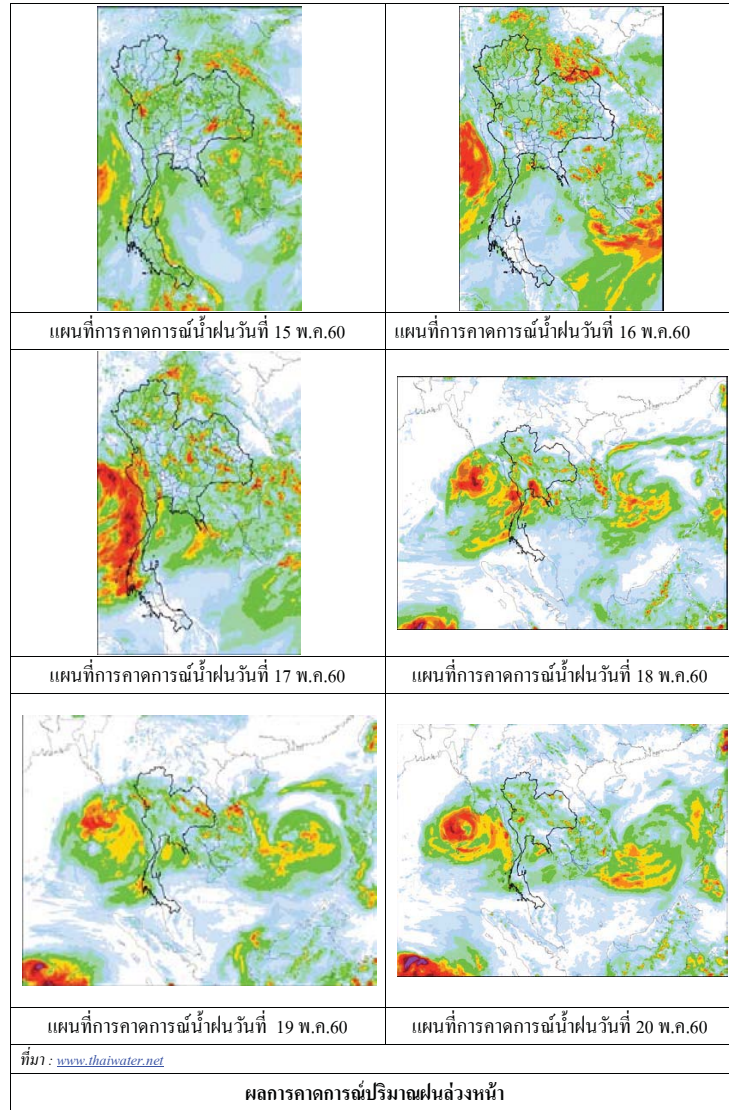 แผนที่การคาดการณ์น้ำฝนวันที่ 15 พ.ค.60
แผนที่การคาดการณ์น้ำฝนวันที่ 16 พ.ค.60
แผนที่การคาดการณ์น้ำฝนวันที่ 17 พ.ค.60
แผนที่การคาดการณ์น้ำฝนวันที่ 18 พ.ค.60
แผนที่การคาดการณ์น้ำฝนวันที่ 19 พ.ค.60
แผนที่การคาดการณ์น้ำฝนวันที่ 20 พ.ค.60
ที่มา : www.thaiwater.net
ผลการคาดการณ์ปริมาณฝนล่วงหน้า